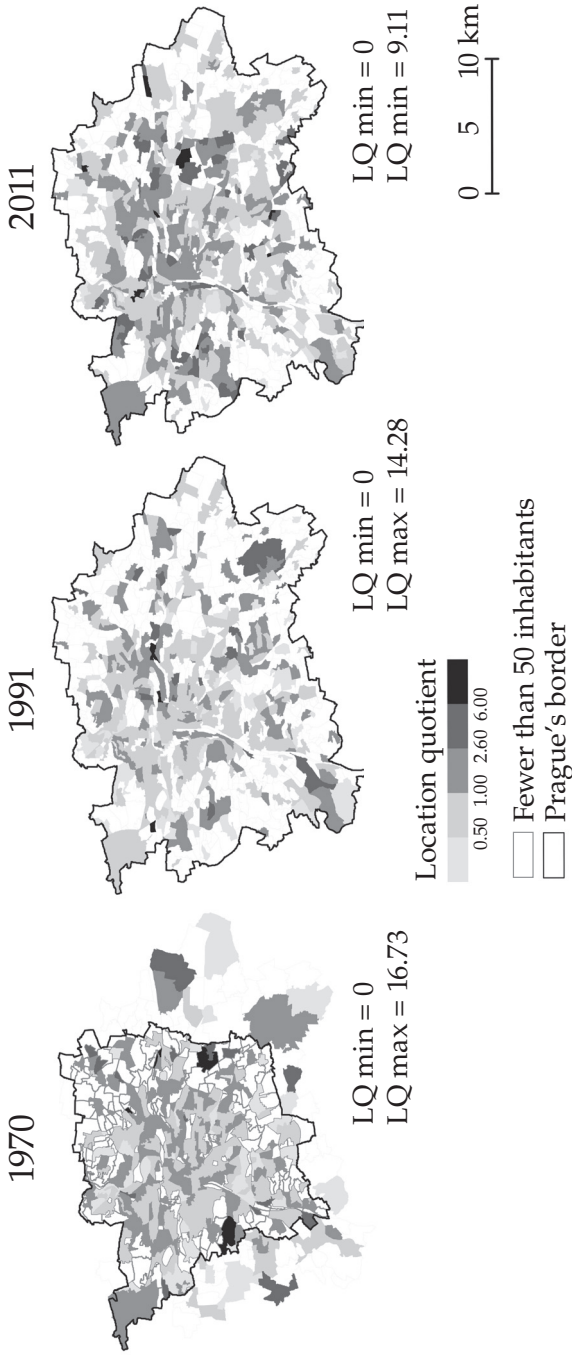 1970
LQ min = 0
LQ max = 16.73
1991
LQ min = 0
LQ max = 14.28
2011
LQ min = 0
LQ min = 9.11
Location quotient
0.50 1.00 2.60 6.00
Fewer than 50 inhabitants
Prague's border
0 5 10 km